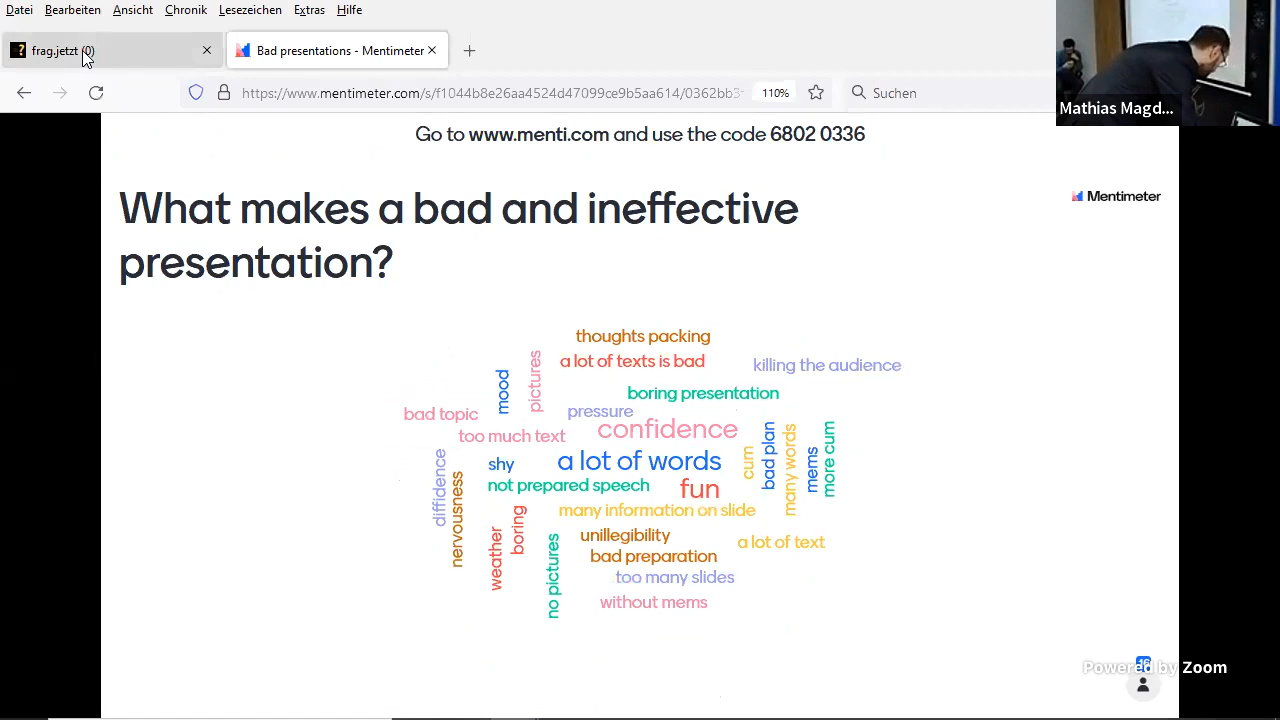 Datei Bearbeiten Ansicht Chronik Lesezeichen Extras Hilfe
frag.jetzt (0)
Bad presentations - Mentimeter
https://www.mentimeter.com/s/f1044b8e26aa4524d47099ce9b5aa614/0362bb3
110%
Suchen
Mathias Magd...
Go to www.menti.com and use the code 6802 0336
What makes a bad and ineffective
presentation?
Mentimeter
thoughts packing
a lot of texts is bad
killing the audience
mood
pictures
boring presentation
bad topic
pressure
confidence
too much text
shy
a lot of words
cum
bad plan
many words
mems
more cum
diffidence
nervousness
not prepared speech
fun
many information on slide
weather
boring
no pictures
unillegibility
a lot of text
bad preparation
too many slides
without mems
16
Powered by Zoom